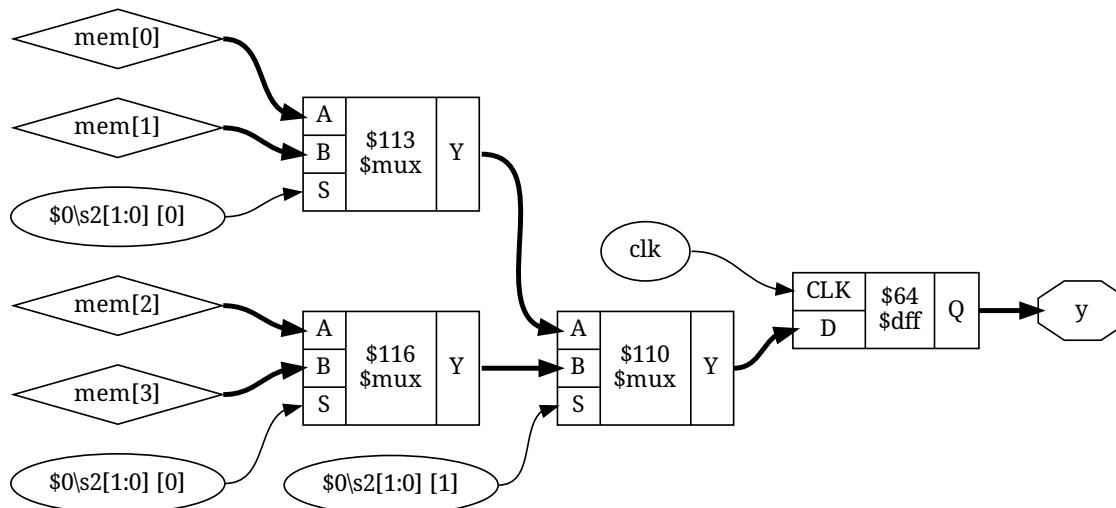 mem[0]
mem[1]
$0\s2[1:0] [0]
A
B
S
$113
$mux
Y
mem[2]
mem[3]
$0\s2[1:0] [0]
A
B
S
$116
$mux
Y
$0\s2[1:0] [1]
A
B
S
$110
$mux
Y
clk
CLK
D
$64
$dff
Q
y